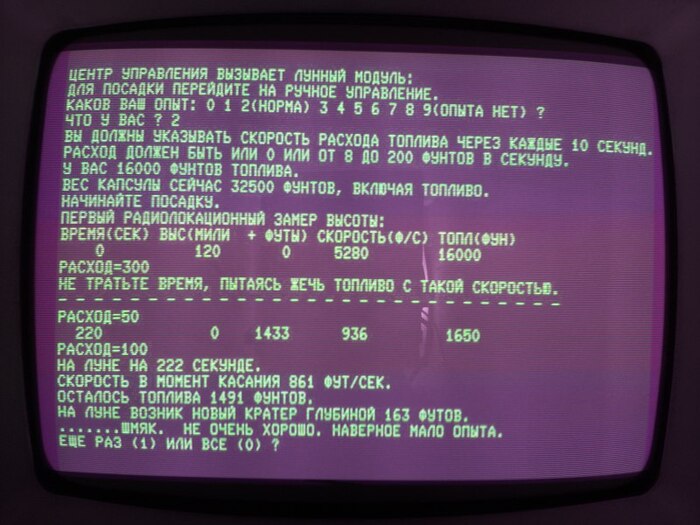 ЦЕНТР УПРАВЛЕНИЯ ВЫЗЫВАЕТ ЛУННЫЙ МОДУЛЬ:
ДЛЯ ПОСАДКИ ПЕРЕЙДИТЕ НА РУЧНОЕ УПРАВЛЕНИЕ.
КАКОВ ВАШ ОПЫТ: 0 1 2(НОРМА) 3 4 5 6 7 8 9(ОПЫТА НЕТ) ?
ЧТО У ВАС ? 2
ВЫ ДОЛЖНЫ УКАЗЫВАТЬ СКОРОСТЬ РАСХОДА ТОПЛИВА ЧЕРЕЗ КАЖДЫЕ 10 СЕКУНД.
РАСХОД ДОЛЖЕН БЫТЬ ИЛИ 0 ИЛИ ОТ 8 ДО 200 ФУНТОВ В СЕКУНДУ.
У ВАС 16000 ФУНТОВ ТОПЛИВА.
ВЕС КАПСУЛЫ СЕЙЧАС 32500 ФУНТОВ, ВКЛЮЧАЯ ТОПЛИВО.
НАЧИНАЙТЕ ПОСАДКУ.
ПЕРВЫЙ РАДИОЛОКАЦИОННЫЙ ЗАМЕР ВЫСОТЫ:
ВРЕМЯ(СЕК) ВЫС(МИЛИ + ФУТЫ) СКОРОСТЬ(Ф/С) ТОПЛ(ФУН)
0 120 0 5280 16000
РАСХОД=300
НЕ ТРАТЬТЕ ВРЕМЯ, ПЫТАЯСЬ ЖЕЧЬ ТОПЛИВО С ТАКОЙ СКОРОСТЬЮ.
- - - - - - - - - - - - - - - - - - - - - - - - - - - - - -
РАСХОД=50
220 0 1433 936 1650
РАСХОД=100
НА ЛУНЕ НА 222 СЕКУНДЕ.
СКОРОСТЬ В МОМЕНТ КАСАНИЯ 861 ФУТ/СЕК.
ОСТАЛОСЬ ТОПЛИВА 1491 ФУНТОВ.
НА ЛУНЕ ВОЗНИК НОВЫЙ КРАТЕР ГЛУБИНОЙ 163 ФУТОВ.
.......ШМЯК. НЕ ОЧЕНЬ ХОРОШО. НАВЕРНОЕ МАЛО ОПЫТА.
ЕЩЕ РАЗ (1) ИЛИ ВСЕ (0) ?